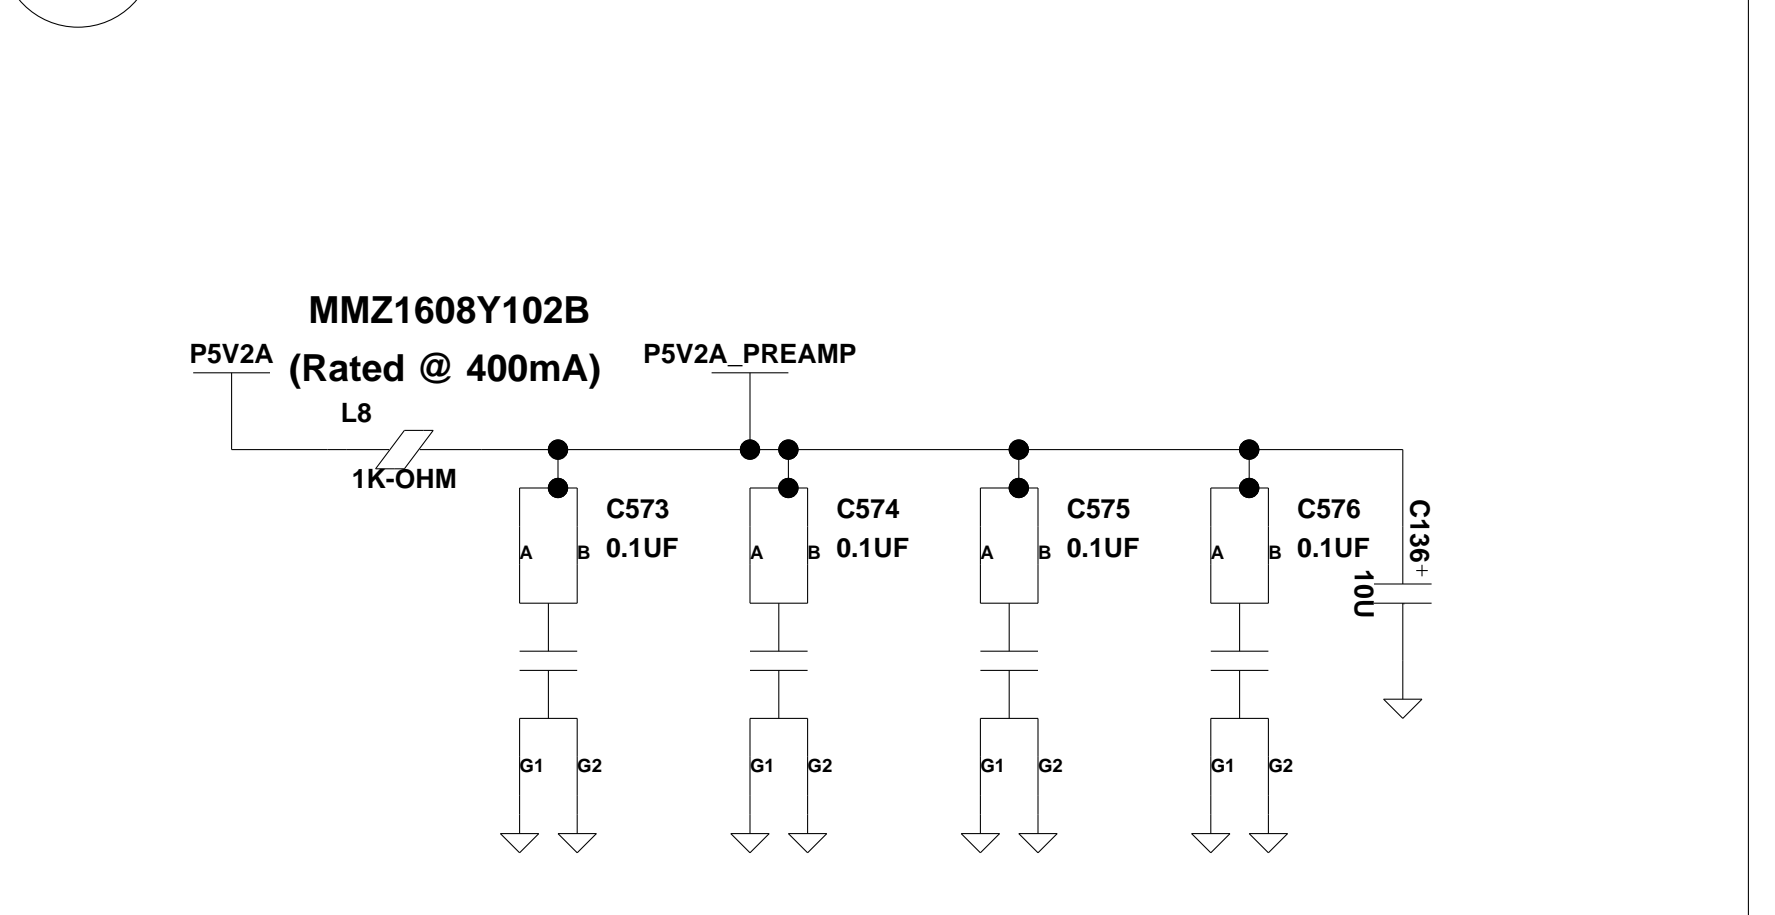 MMZ1608Y102B
P5V2A
(Rated @ 400mA)
P5V2A_PREAMP
L8
1K-OHM
C573
0.1UF
A
B
C574
0.1UF
A
B
C575
0.1UF
A
B
C576
0.1UF
A
B
C136
+
10U
G1
G2
G1
G2
G1
G2
G1
G2